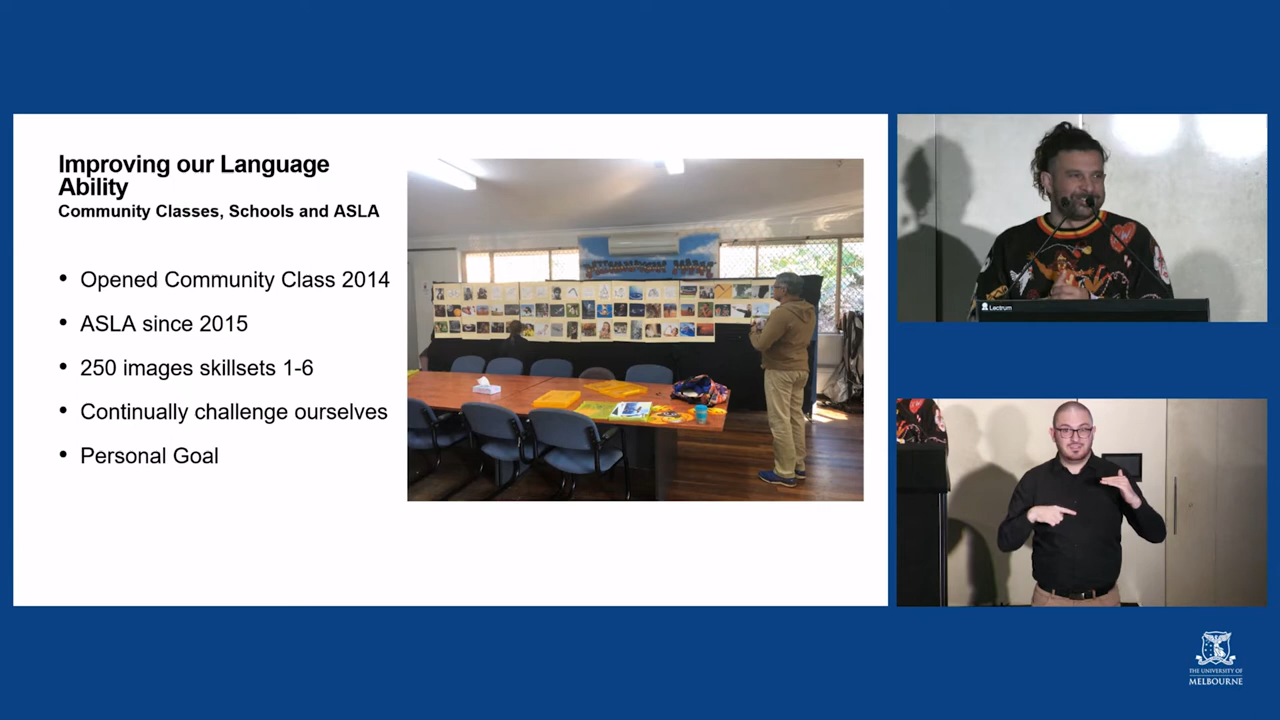 Improving our Language
Ability
Community Classes, Schools and ASLA
• Opened Community Class 2014
• ASLA since 2015
• 250 images skillsets 1-6
• Continually challenge ourselves
• Personal Goal
Lectrum
THE UNIVERSITY OF
MELBOURNE